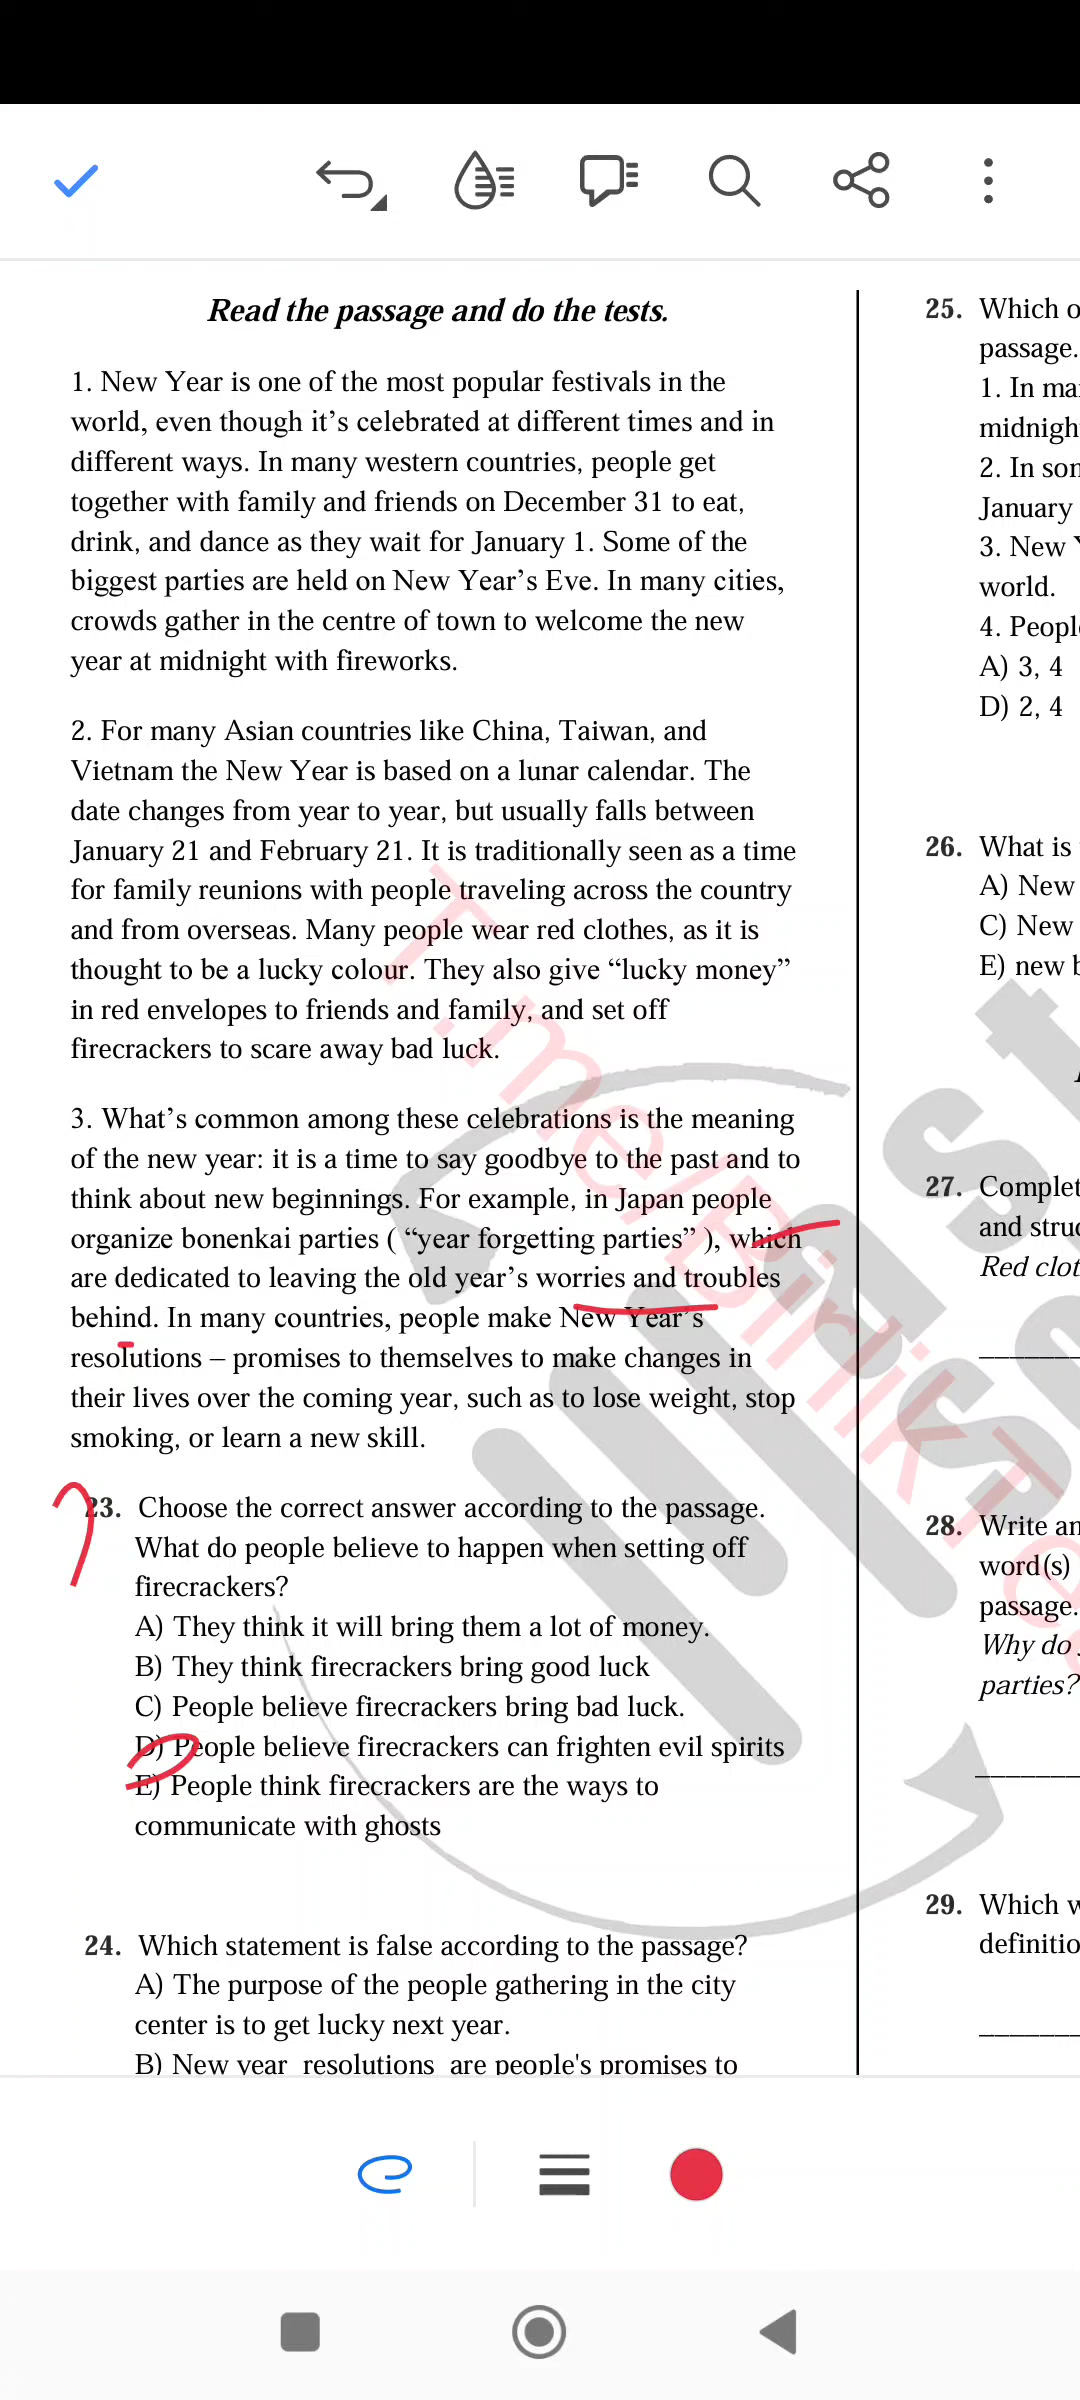 Read the passage and do the tests.
1. New Year is one of the most popular festivals in the
world, even though it’s celebrated at different times and in
different ways. In many western countries, people get
together with family and friends on December 31 to eat,
drink, and dance as they wait for January 1. Some of the
biggest parties are held on New Year’s Eve. In many cities,
crowds gather in the centre of town to welcome the new
year at midnight with fireworks.
2. For many Asian countries like China, Taiwan, and
Vietnam the New Year is based on a lunar calendar. The
date changes from year to year, but usually falls between
January 21 and February 21. It is traditionally seen as a time
for family reunions with people traveling across the country
and from overseas. Many people wear red clothes, as it is
thought to be a lucky colour. They also give “lucky money”
in red envelopes to friends and family, and set off
firecrackers to scare away bad luck.
3. What’s common among these celebrations is the meaning
of the new year: it is a time to say goodbye to the past and to
think about new beginnings. For example, in Japan people
organize bonenkai parties ( “year forgetting parties” ), which
are dedicated to leaving the old year’s worries and troubles
behind. In many countries, people make New Year’s
resolutions – promises to themselves to make changes in
their lives over the coming year, such as to lose weight, stop
smoking, or learn a new skill.
23. Choose the correct answer according to the passage.
What do people believe to happen when setting off
firecrackers?
A) They think it will bring them a lot of money.
B) They think firecrackers bring good luck
C) People believe firecrackers bring bad luck.
D) People believe firecrackers can frighten evil spirits
E) People think firecrackers are the ways to
communicate with ghosts
24. Which statement is false according to the passage?
A) The purpose of the people gathering in the city
center is to get lucky next year.
B) New year resolutions are people's promises to
25. Which o
passage.
1. In ma
midnigh
2. In so
January
3. New
world.
4. People
A) 3, 4
D) 2, 4
26. What is
A) New
C) New
E) new b
27. Complet
and struc
Red clot
28. Write an
word(s)
passage.
Why do
parties?
29. Which w
definitio
T.me/BirlikTe